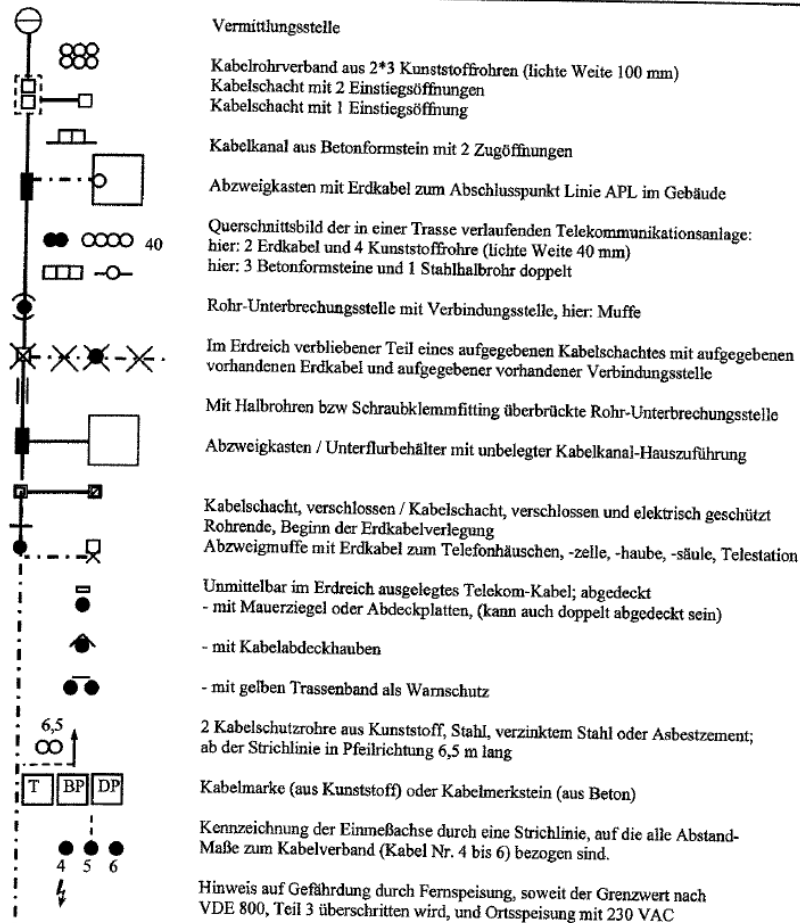 Vermittlungsstelle
Kabelrohrverband aus 2*3 Kunststoffrohren (lichte Weite 100 mm)
Kabelschacht mit 2 Einstiegsöffnungen
Kabelschacht mit 1 Einstiegsöffnung
Kabelkanal aus Betonformstein mit 2 Zugöffnungen
Abzweigkasten mit Erdkabel zum Abschlusspunkt Linie APL im Gebäude
Querschnittsbild der in einer Trasse verlaufenden Telekommunikationsanlage:
40 hier: 2 Erdkabel und 4 Kunststoffrohre (lichte Weite 40 mm)
hier: 3 Betonformsteine und 1 Stahlhalbrohr doppelt
Rohr-Unterbrechungsstelle mit Verbindungsstelle, hier: Muffe
Im Erdreich verbliebener Teil eines aufgegebenen Kabelschachtes mit aufgegebenen
vorhandenen Erdkabel und aufgegebener vorhandener Verbindungsstelle
Mit Halbrohren bzw Schraubklemmfitting überbrückte Rohr-Unterbrechungsstelle
Abzweigkasten / Unterflurbehälter mit unbelegter Kabelkanal-Hauszuführung
Kabelschacht, verschlossen / Kabelschacht, verschlossen und elektrisch geschützt
Rohrende, Beginn der Erdkabelverlegung
Abzweigmuffe mit Erdkabel zum Telefonhäuschen, -zelle, -haube, -säule, Telestation
Unmittelbar im Erdreich ausgelegtes Telekom-Kabel; abgedeckt
- mit Mauerziegel oder Abdeckplatten, (kann auch doppelt abgedeckt sein)
- mit Kabelabdeckhauben
- mit gelben Trassenband als Warnschutz
6,5
2 Kabelschutzrohre aus Kunststoff, Stahl, verzinktem Stahl oder Asbestzement;
ab der Strichlinie in Pfeilrichtung 6,5 m lang
T BP DP Kabelmarke (aus Kunststoff) oder Kabelmerkstein (aus Beton)
Kennzeichnung der Einmeßachse durch eine Strichlinie, auf die alle Abstand-
Maße zum Kabelverband (Kabel Nr. 4 bis 6) bezogen sind.
4 5 6
Hinweis auf Gefährdung durch Fernspeisung, soweit der Grenzwert nach
VDE 800, Teil 3 überschritten wird, und Ortsspeisung mit 230 VAC